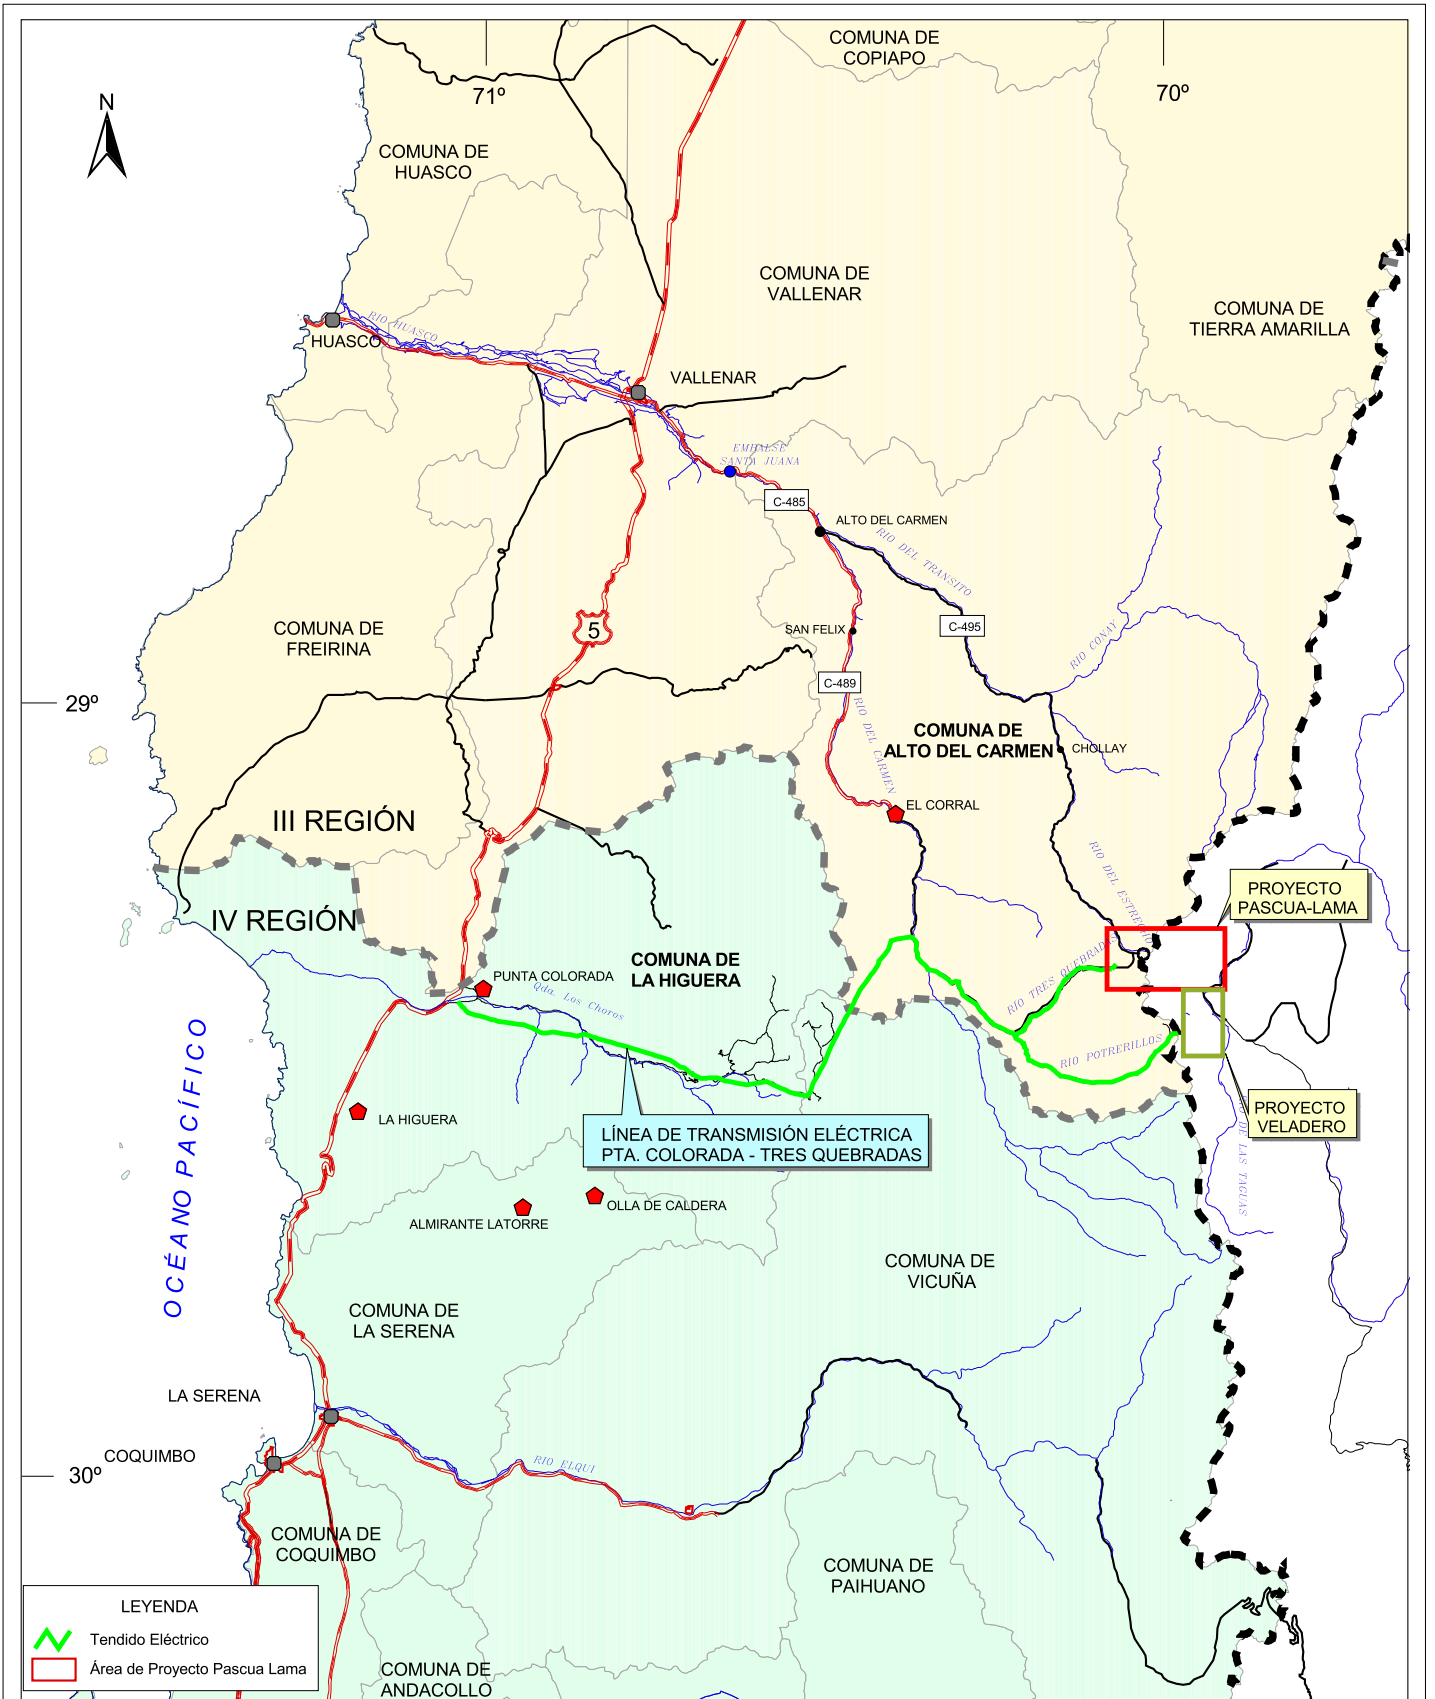 COMUNA DE
COPIAPO
71º
70º
N
COMUNA DE
HUASCO
COMUNA DE
VALLENAR
COMUNA DE
TIERRA AMARILLA
RIO HUASCO
HUASCO
VALLENAR
EMBALSE
SANTA JUANA
C-485
ALTO DEL CARMEN
RIO DEL TRANSITO
COMUNA DE
FREIRINA
5
SAN FELIX
C-495
RIO CONAY
C-489
29º
RIO DEL CARMEN
COMUNA DE
ALTO DEL CARMEN
CHOLLAY
EL CORRAL
III REGIÓN
RIO DEL ESTRECHO
PROYECTO
PASCUA-LAMA
IV REGIÓN
COMUNA DE
LA HIGUERA
PUNTA COLORADA
Qda. Los Choros
RÍO TRES QUEBRADAS
RIO POTRERILLOS
OCÉANO PACÍFICO
LA HIGUERA
LÍNEA DE TRANSMISIÓN ELÉCTRICA
PTA. COLORADA - TRES QUEBRADAS
PROYECTO
VELADERO
DE LAS TAGUAS
OLLA DE CALDERA
ALMIRANTE LATORRE
COMUNA DE
VICUÑA
COMUNA DE
LA SERENA
LA SERENA
COQUIMBO
RIO ELQUI
30º
COMUNA DE
COQUIMBO
COMUNA DE
PAIHUANO
LEYENDA
Tendido Eléctrico
Área de Proyecto Pascua Lama
COMUNA DE
ANDACOLLO